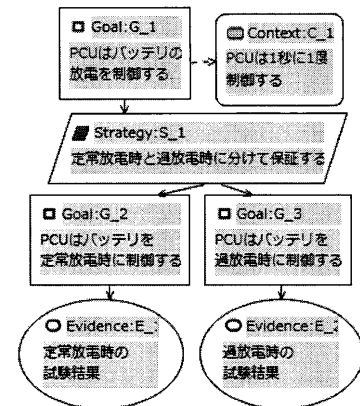 Goal:G_1
PCUはバッテリの
放電を制御する.
Context:C_1
PCUは1秒に1度
制御する
Strategy:S_1
定常放電時と過放電時に分けて保証する
Goal:G_2
PCUはバッテリを
定常放電時に制御する
Goal:G_3
PCUはバッテリを
過放電時に制御する
Evidence:E_1
定常放電時の
試験結果
Evidence:E_2
過放電時の
試験結果